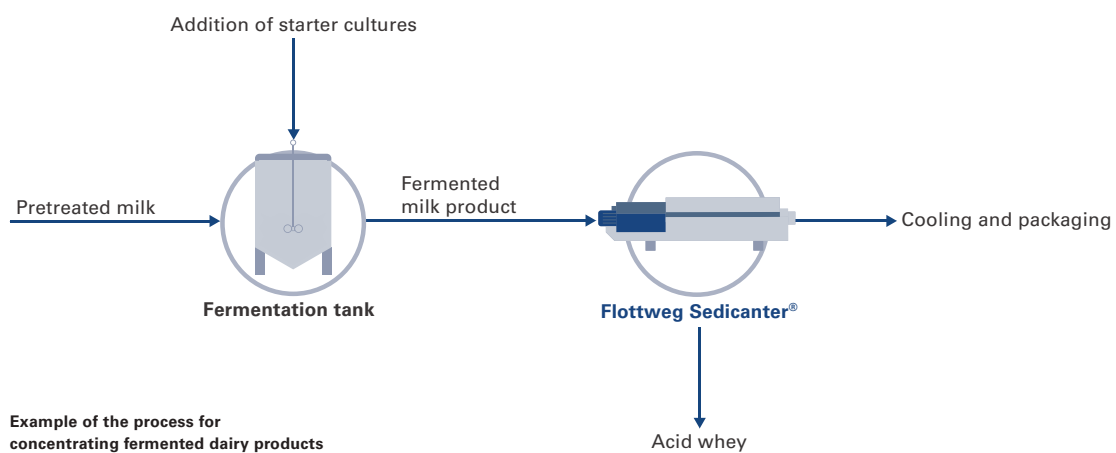 Addition of starter cultures
Pretreated milk
Fermented
milk product
Cooling and packaging
Fermentation tank
Flottweg Sedicanter®
Example of the process for
concentrating fermented dairy products
Acid whey